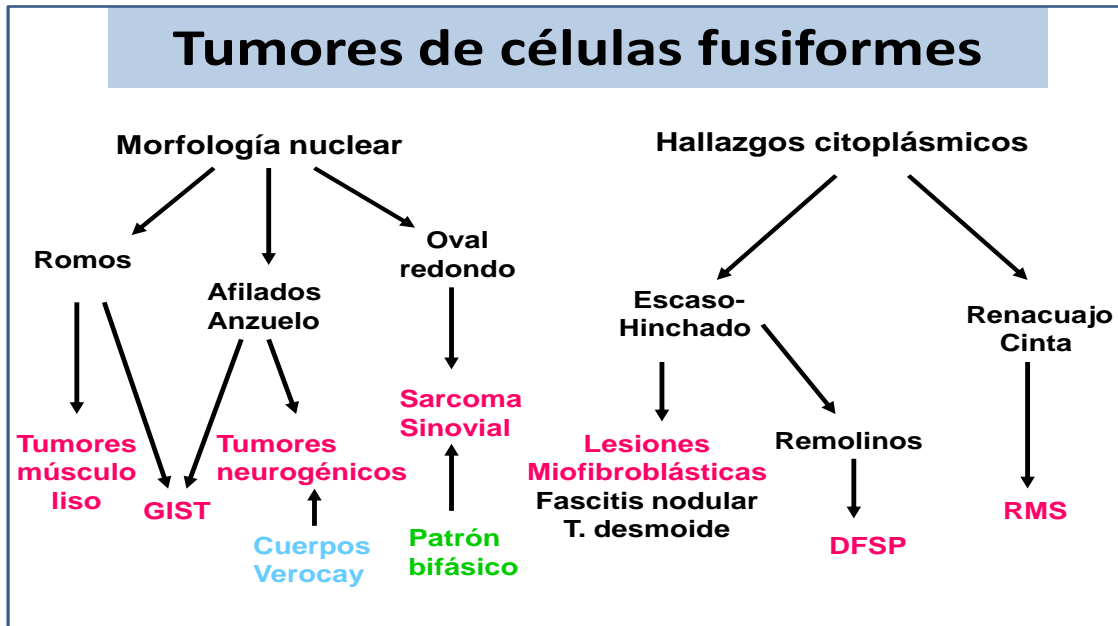 Tumores de células fusiformes
Morfología nuclear
Romos
Afilados
Anzuelo
Oval
redondo
Tumores
músculo
liso
GIST
Tumores
neurogénicos
Cuerpos
Verocay
Sarcoma
Sinovial
Patrón
bifásico
Hallazgos citoplásmicos
Escaso-
Hinchado
Renacuajo
Cinta
Lesiones
Miofibroblásticas
Fascitis nodular
T. desmoide
Remolinos
DFSP
RMS